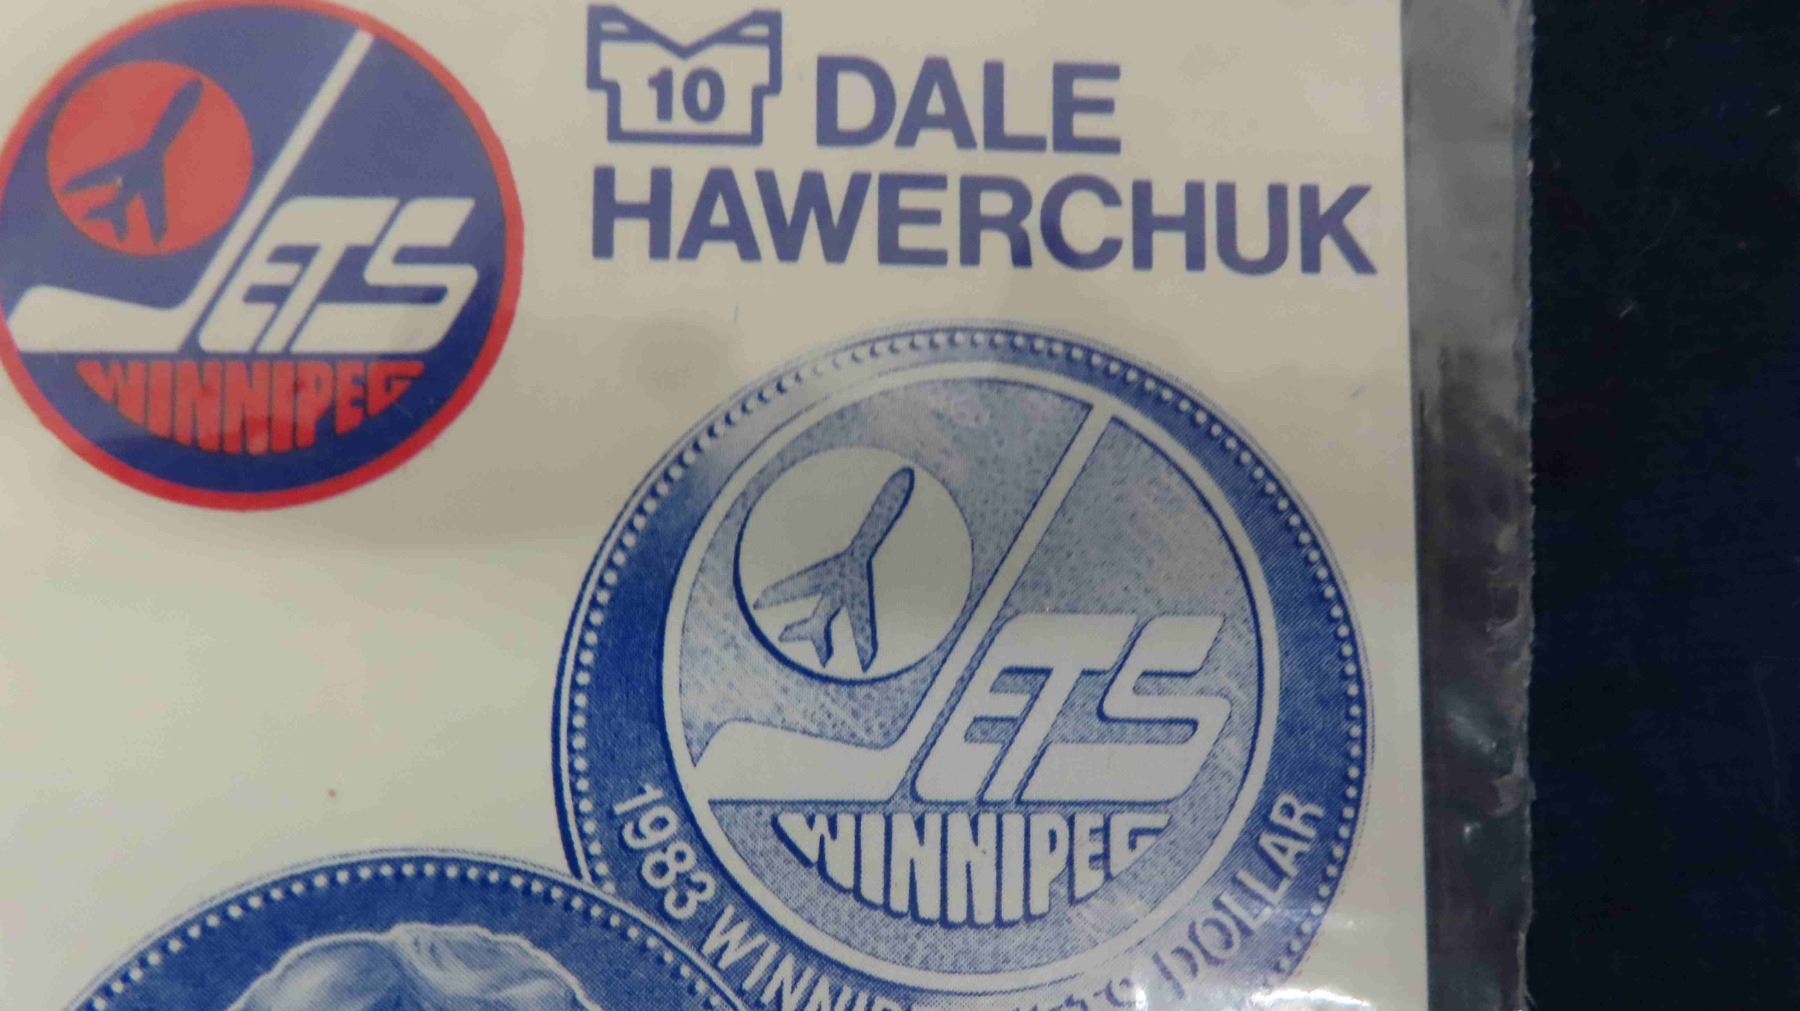 10
DALE
HAWERCHUK
JETS
WINNIPEG
JETS
WINNIPEG
1983 DOLLAR